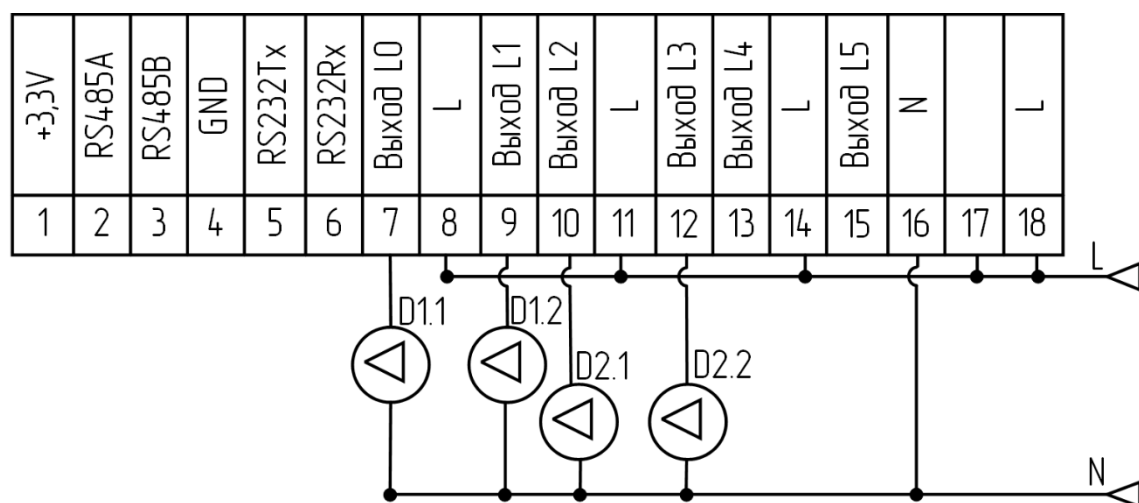 +3,3V
RS485A
RS485B
GND
RS232Tx
RS232Rx
Выход L0
L
Выход L1
Выход L2
L
Выход L3
Выход L4
L
Выход L5
N
L
1 2 3 4 5 6 7 8 9 10 11 12 13 14 15 16 17 18
L
D1.1 D1.2
D2.1 D2.2
N